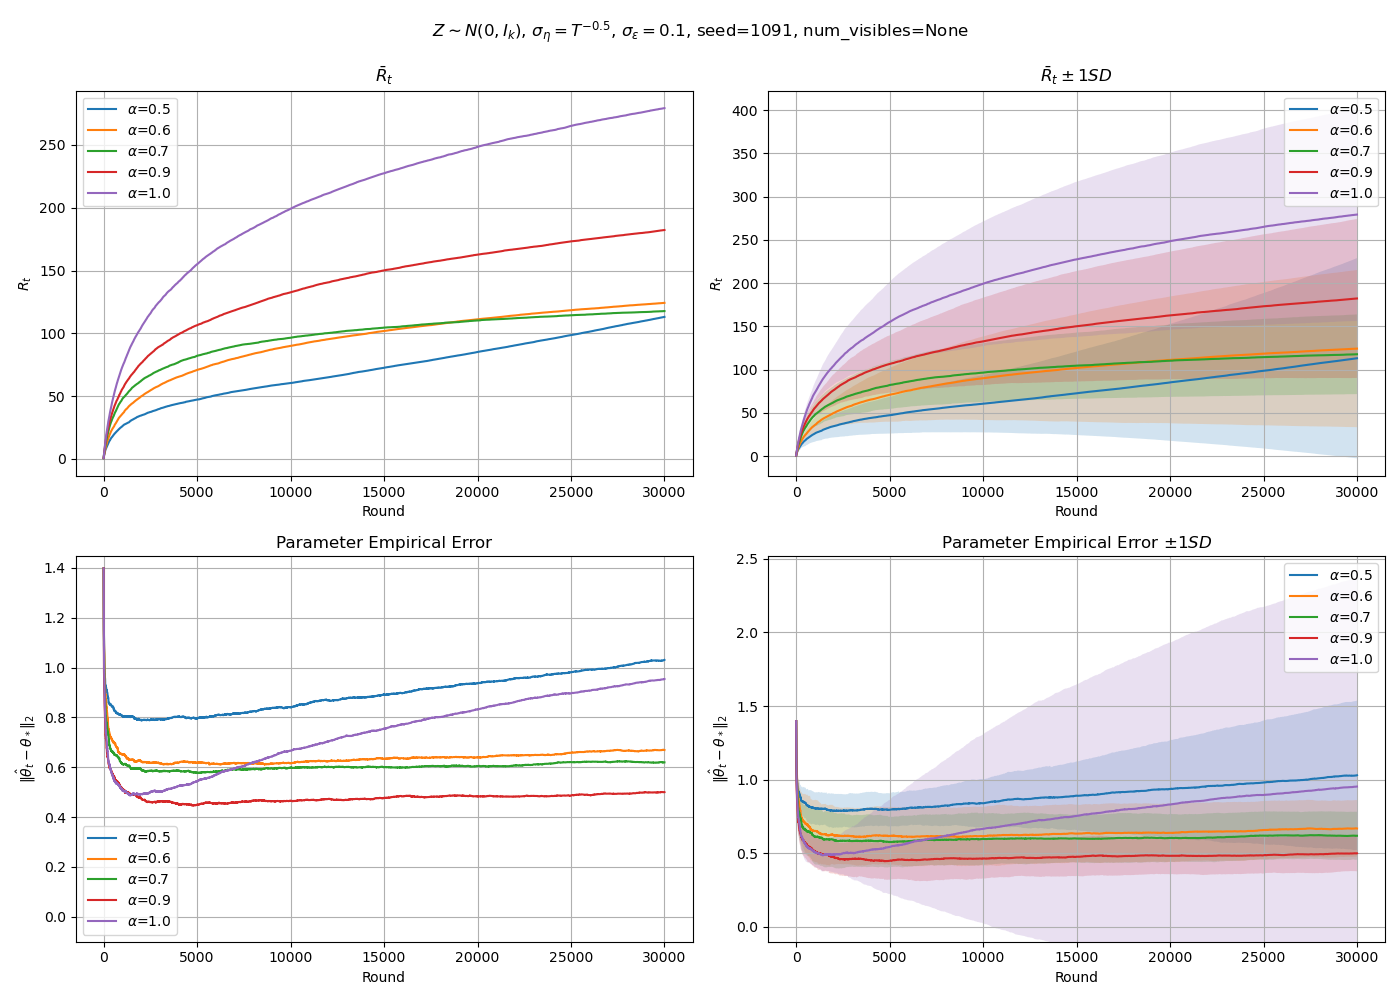 Z ∼ N(0, I_k), σ_η = T^{−0.5}, σ_ε = 0.1, seed=1091, num_visibles=None
R̄_t
R̄_t ± 1SD
α=0.5
α=0.6
α=0.7
α=0.9
α=1.0
α=0.5
α=0.6
α=0.7
α=0.9
α=1.0
R_t
250
200
150
100
50
0
R_t
400
350
300
250
200
150
100
50
0
0 5000 10000 15000 20000 25000 30000
Round
0 5000 10000 15000 20000 25000 30000
Round
Parameter Empirical Error
Parameter Empirical Error ±1SD
‖θ̂_t − θ_*‖_2
1.4
1.2
1.0
0.8
0.6
0.4
0.2
0.0
α=0.5
α=0.6
α=0.7
α=0.9
α=1.0
‖θ̂_t − θ_*‖_2
2.5
2.0
1.5
1.0
0.5
0.0
α=0.5
α=0.6
α=0.7
α=0.9
α=1.0
0 5000 10000 15000 20000 25000 30000
Round
0 5000 10000 15000 20000 25000 30000
Round